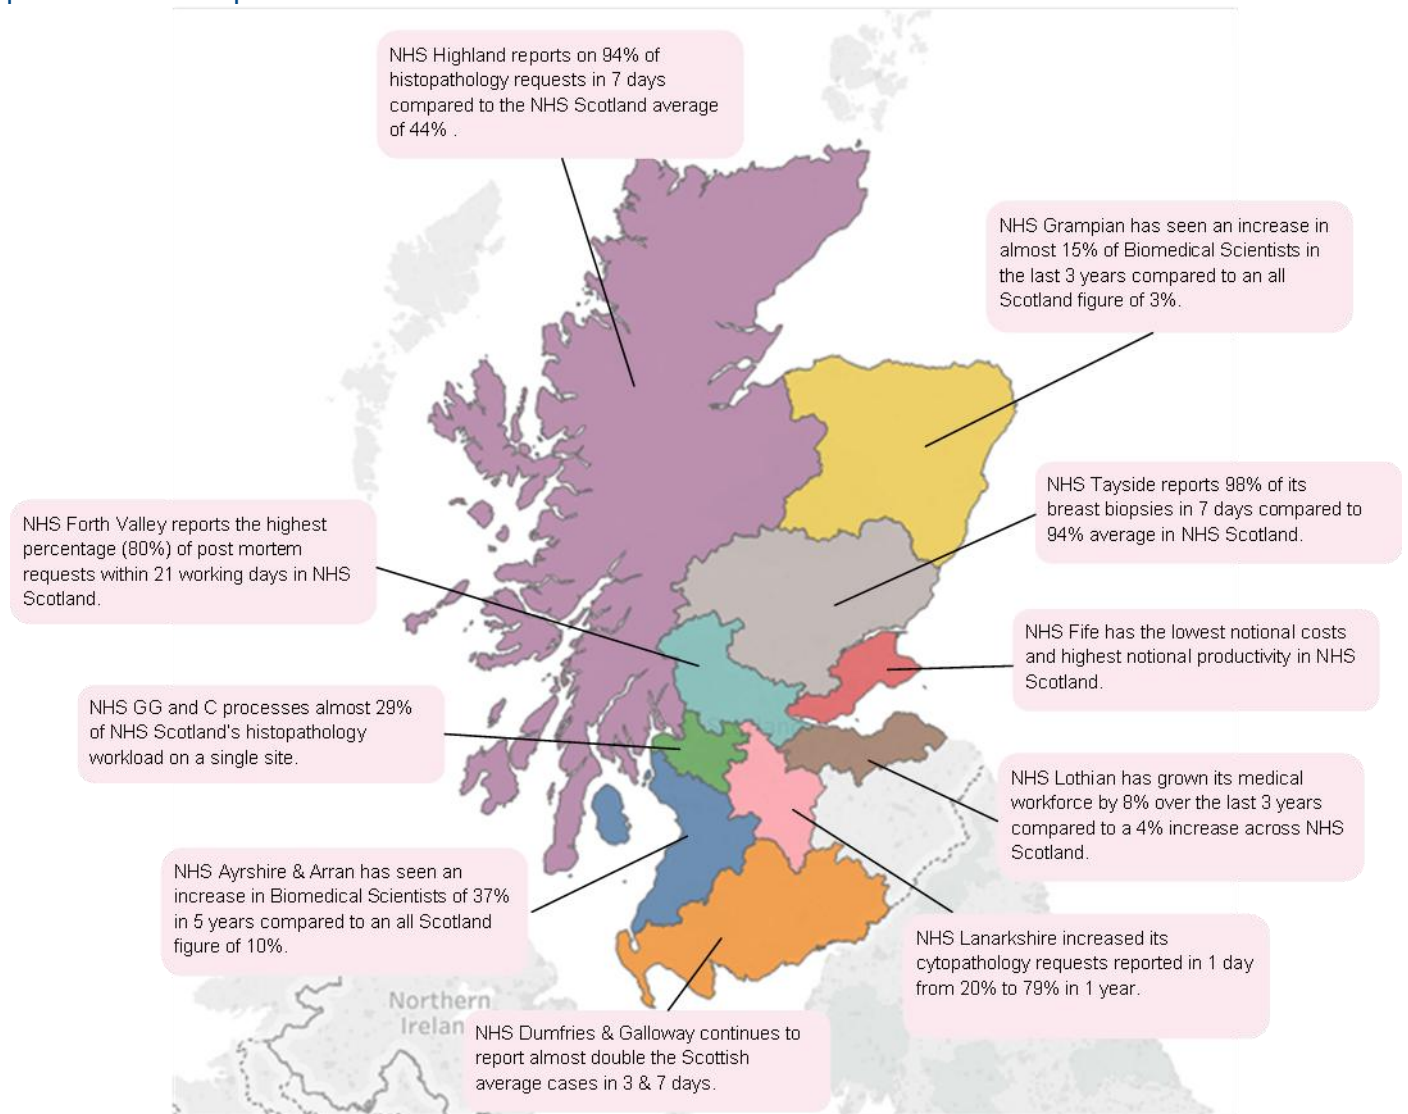 NHS Highland reports on 94% of
histopathology requests in 7 days
compared to the NHS Scotland average
of 44% .
NHS Grampian has seen an increase in
almost 15% of Biomedical Scientists in
the last 3 years compared to an all
Scotland figure of 3%.
NHS Tayside reports 98% of its
breast biopsies in 7 days compared to
94% average in NHS Scotland.
NHS Forth Valley reports the highest
percentage (80%) of post mortem
requests within 21 working days in NHS
Scotland.
NHS Fife has the lowest notional costs
and highest notional productivity in NHS
Scotland.
NHS GG and C processes almost 29%
of NHS Scotland's histopathology
workload on a single site.
NHS Lothian has grown its medical
workforce by 8% over the last 3 years
compared to a 4% increase across NHS
Scotland.
NHS Ayrshire & Arran has seen an
increase in Biomedical Scientists of 37%
in 5 years compared to an all Scotland
figure of 10%.
NHS Lanarkshire increased its
cytopathology requests reported in 1 day
from 20% to 79% in 1 year.
Northern
Irelan
NHS Dumfries & Galloway continues to
report almost double the Scottish
average cases in 3 & 7 days.